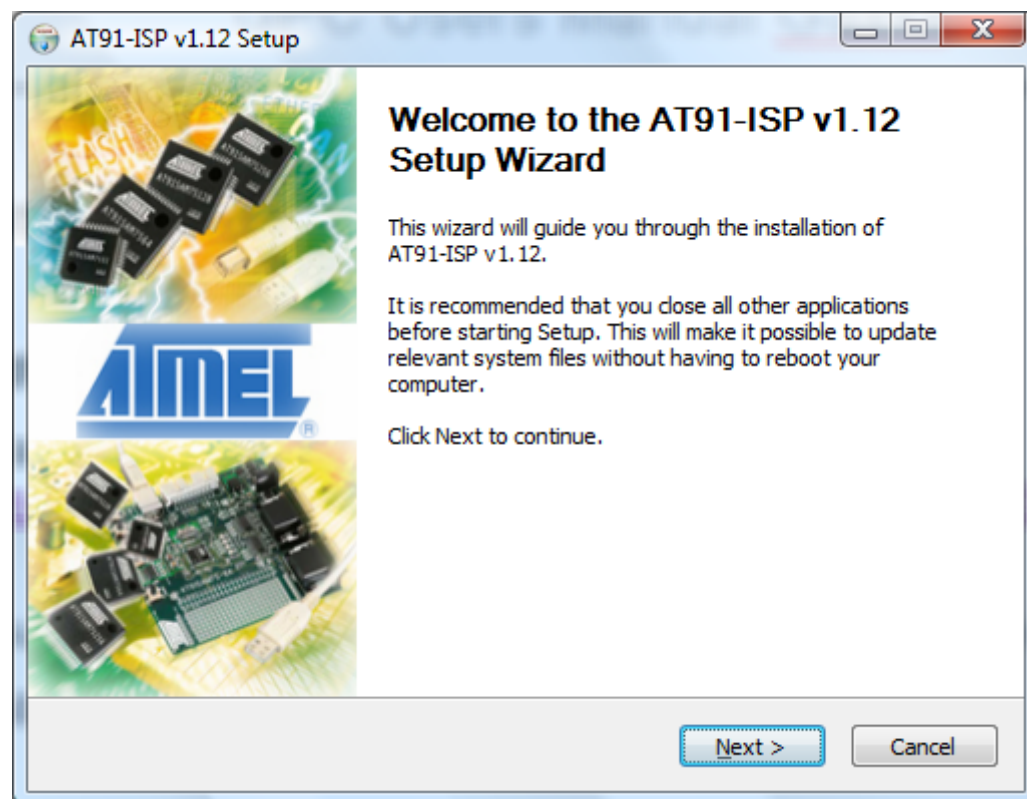 AT91-ISP v1.12 Setup
Welcome to the AT91-ISP v1.12
Setup Wizard
This wizard will guide you through the installation of
AT91-ISP v1.12.
It is recommended that you close all other applications
before starting Setup. This will make it possible to update
relevant system files without having to reboot your
computer.
Click Next to continue.
FLASH
ATMEL
®
Next >
Cancel